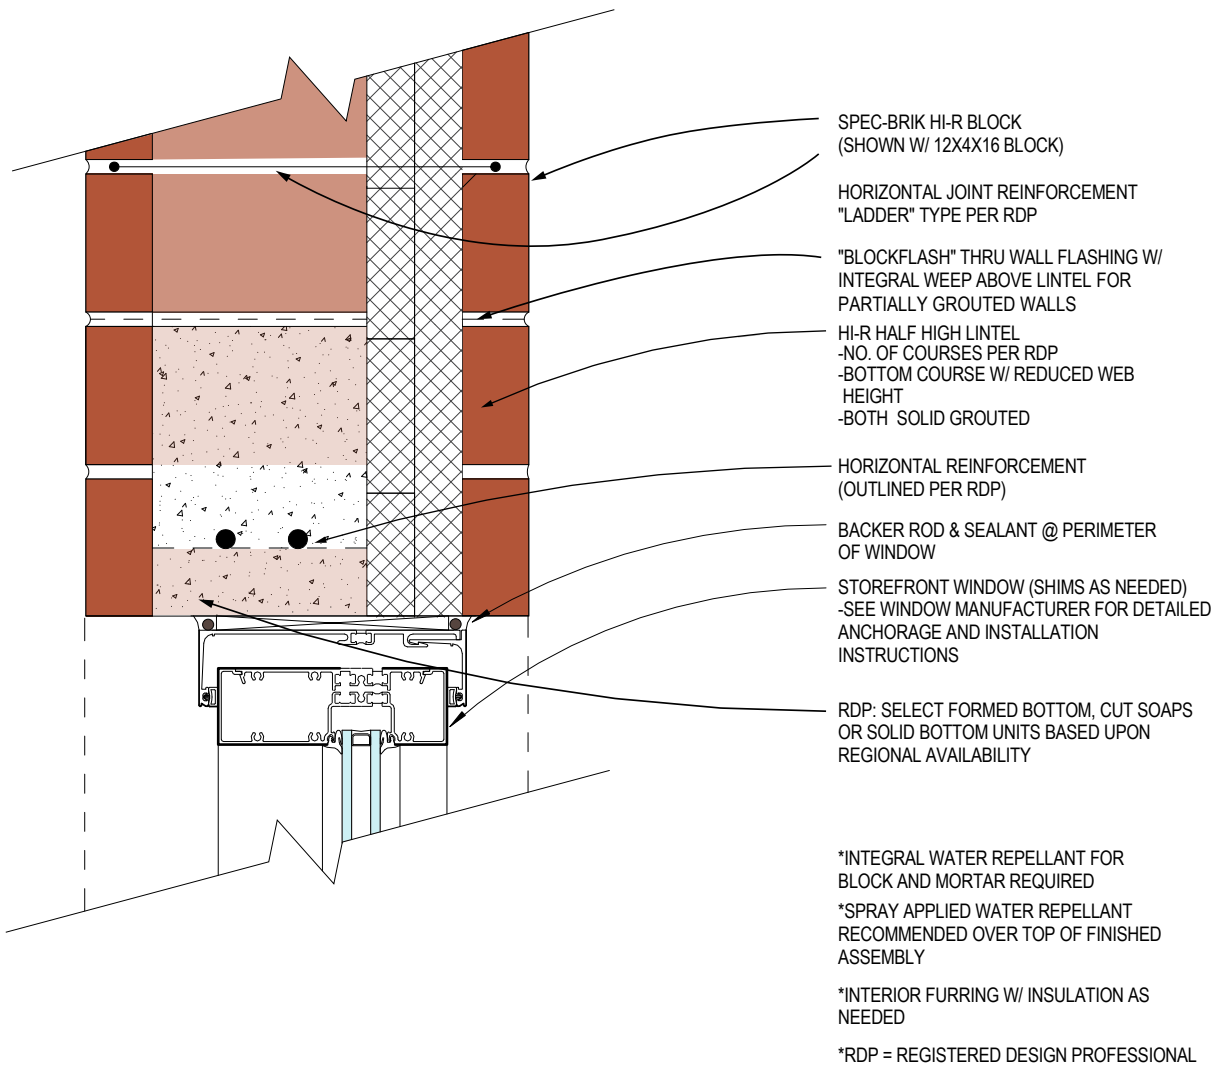 SPEC-BRIK HI-R BLOCK
(SHOWN W/ 12X4X16 BLOCK)
HORIZONTAL JOINT REINFORCEMENT
"LADDER" TYPE PER RDP
"BLOCKFLASH" THRU WALL FLASHING W/
INTEGRAL WEEP ABOVE LINTEL FOR
PARTIALLY GROUTED WALLS
HI-R HALF HIGH LINTEL
-NO. OF COURSES PER RDP
-BOTTOM COURSE W/ REDUCED WEB
HEIGHT
-BOTH SOLID GROUTED
HORIZONTAL REINFORCEMENT
(OUTLINED PER RDP)
BACKER ROD & SEALANT @ PERIMETER
OF WINDOW
STOREFRONT WINDOW (SHIMS AS NEEDED)
-SEE WINDOW MANUFACTURER FOR DETAILED
ANCHORAGE AND INSTALLATION
INSTRUCTIONS
RDP: SELECT FORMED BOTTOM, CUT SOAPS
OR SOLID BOTTOM UNITS BASED UPON
REGIONAL AVAILABILITY
*INTEGRAL WATER REPELLANT FOR
BLOCK AND MORTAR REQUIRED
*SPRAY APPLIED WATER REPELLANT
RECOMMENDED OVER TOP OF FINISHED
ASSEMBLY
*INTERIOR FURRING W/ INSULATION AS
NEEDED
*RDP = REGISTERED DESIGN PROFESSIONAL